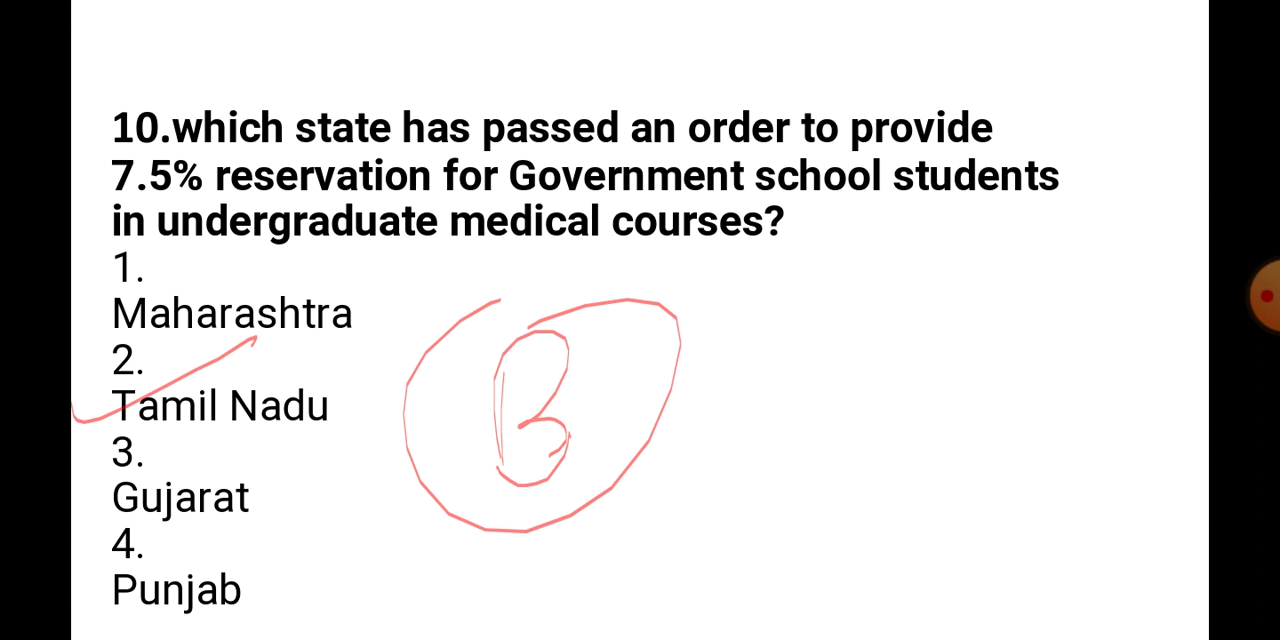 10.which state has passed an order to provide
7.5% reservation for Government school students
in undergraduate medical courses?
1.
Maharashtra
2.
Tamil Nadu
3.
Gujarat
4.
Punjab
B